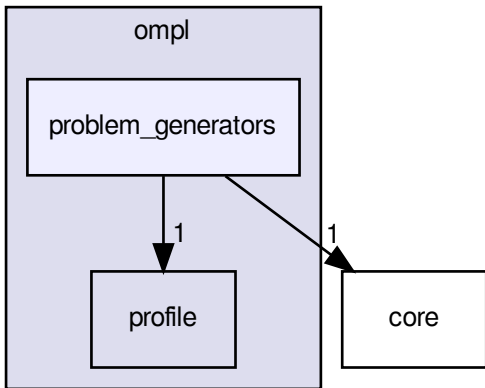 ompl
problem_generators
1
1
profile
core